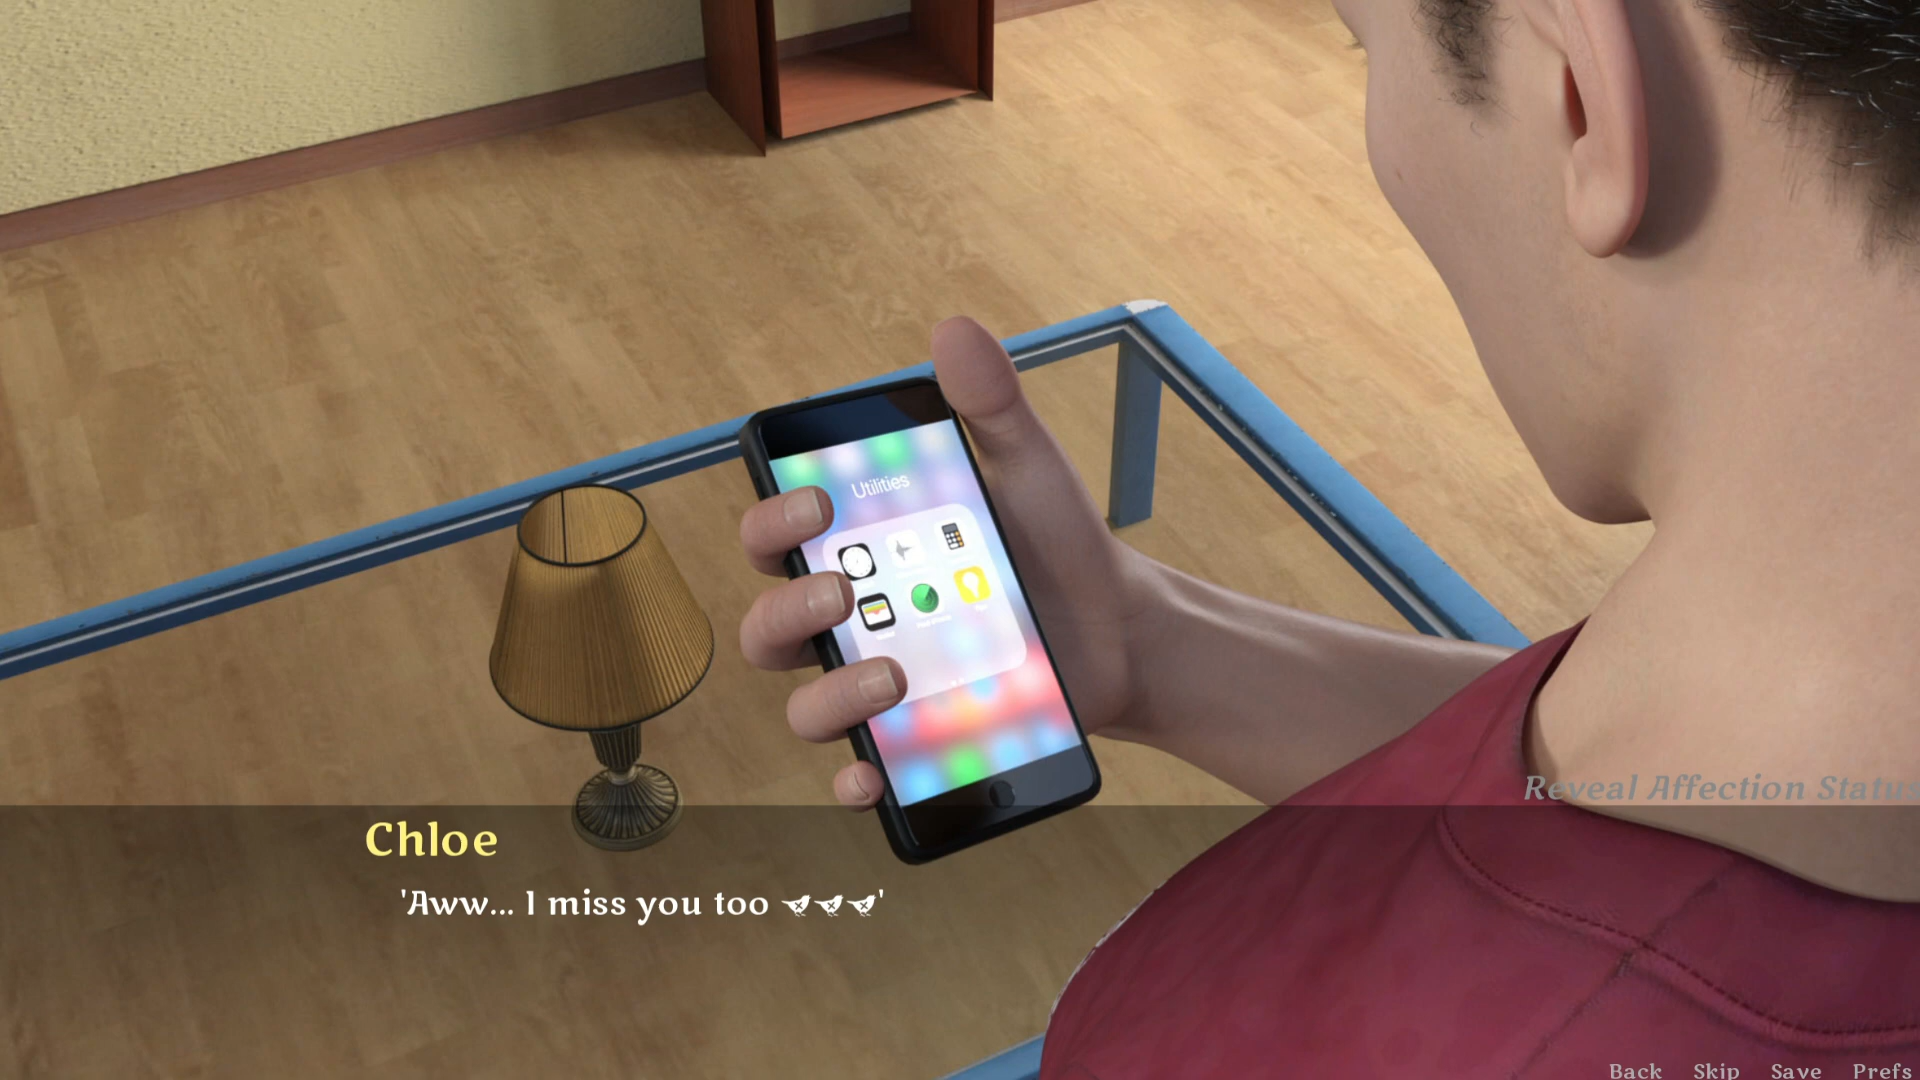 Utilities
Reveal Affection Status
Chloe
'Aww... I miss you too 🐦🐦🐦'
Back Skip Save Prefs